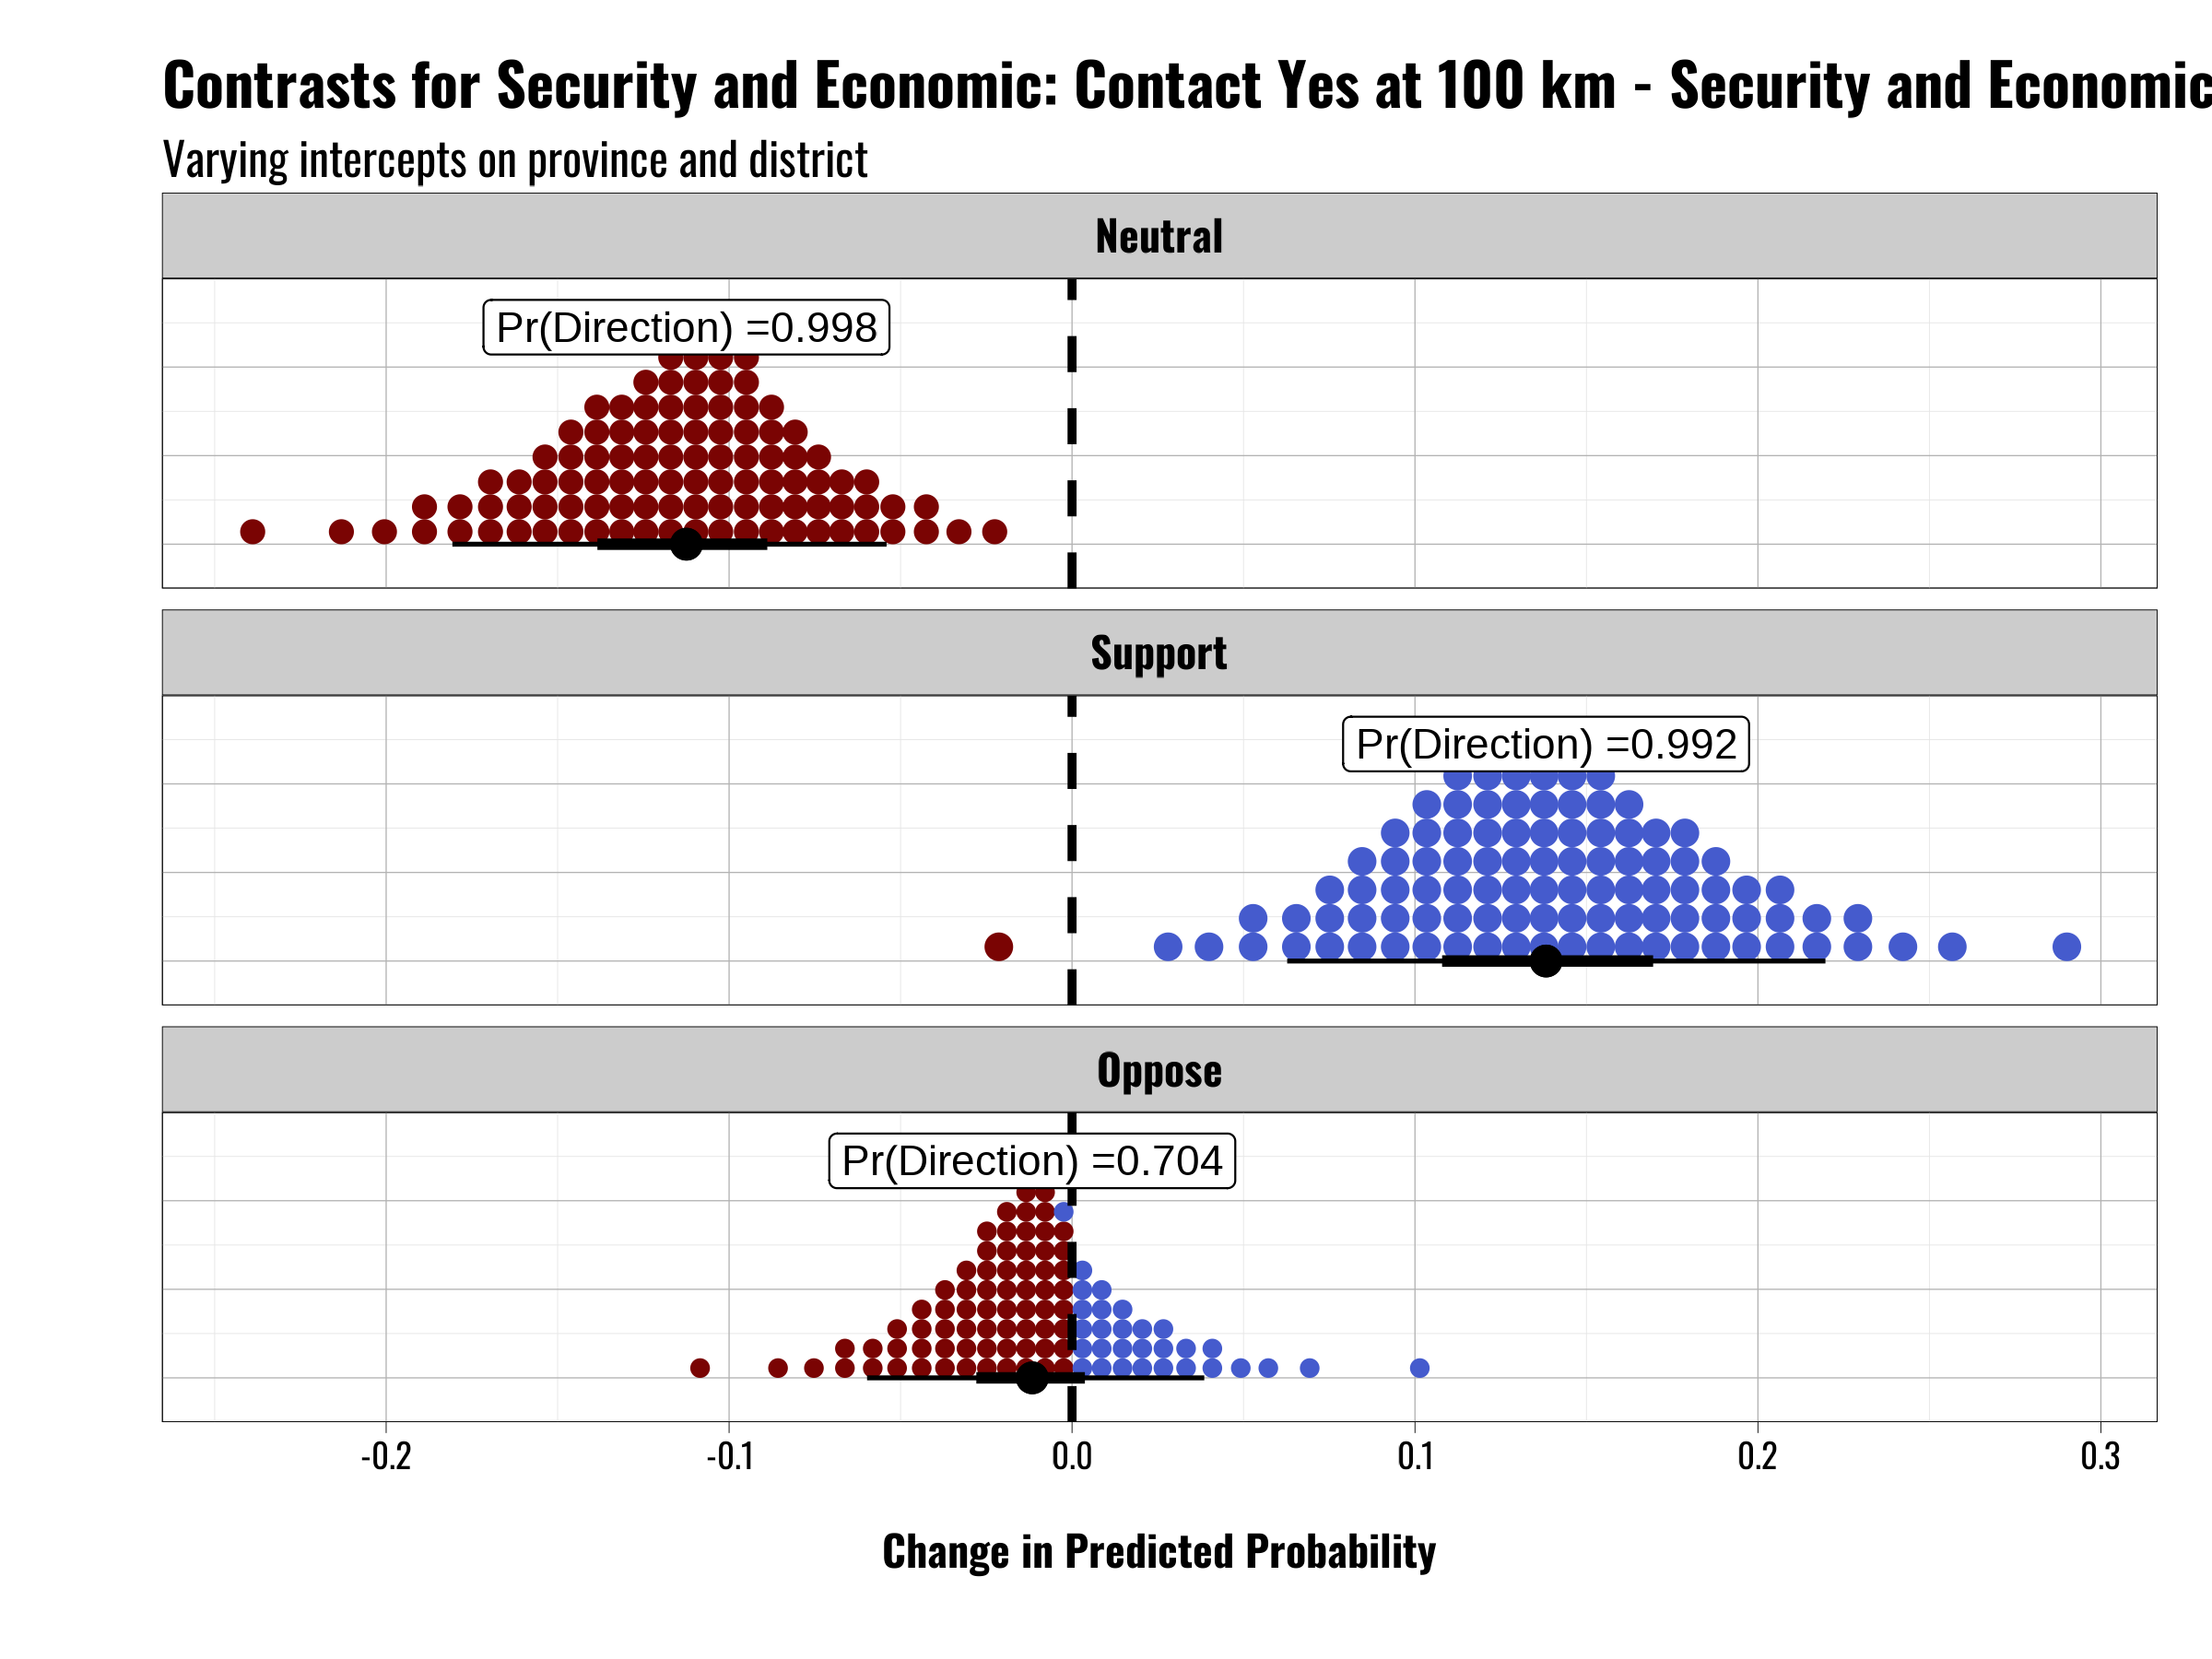 Contrasts for Security and Economic: Contact Yes at 100 km - Security and Economic
Varying intercepts on province and district
Neutral
Pr(Direction) =0.998
Support
Pr(Direction) =0.992
Oppose
Pr(Direction) =0.704
-0.2 -0.1 0.0 0.1 0.2 0.3
Change in Predicted Probability